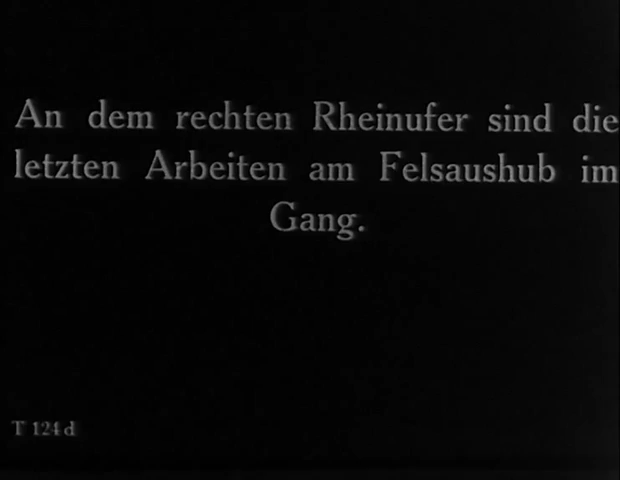 An dem rechten Rheinufer sind die
letzten Arbeiten am Felsaushub im
Gang.
T 124 d